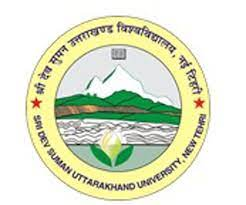 श्री देव सुमन उत्तराखण्ड विश्वविद्यालय, नई टिहरी
SRI DEV SUMAN UTTARAKHAND UNIVERSITY, NEW TEHRI